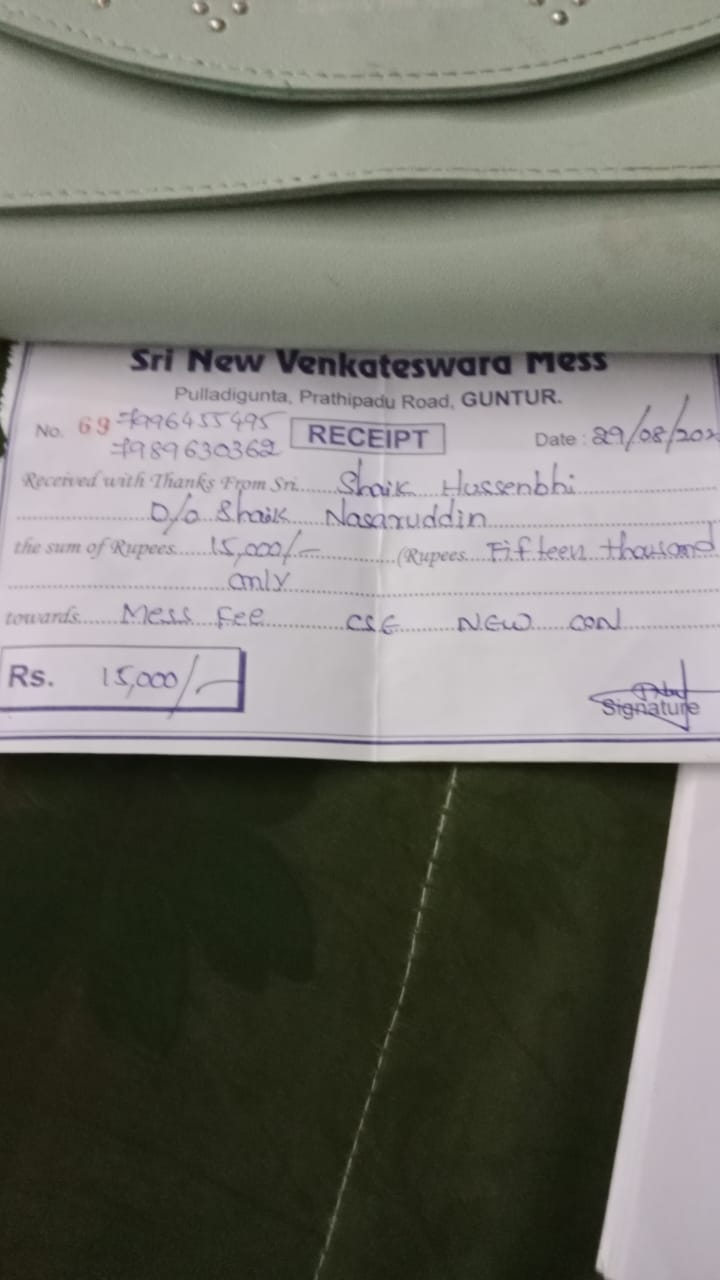 Sri New Venkateswara Mess
Pulladigunta, Prathipadu Road, GUNTUR.
No. 69 7996455495
7989630362
RECEIPT
Date : 29/08/202
Received with Thanks From Sri Shaik Hussenbhi
D/o Shaik Nasaruddin
the sum of Rupees 15,000/- (Rupees Fifteen thousand
only
towards Mess Fee CSE NEW CON
Rs. 15,000/-
Signature